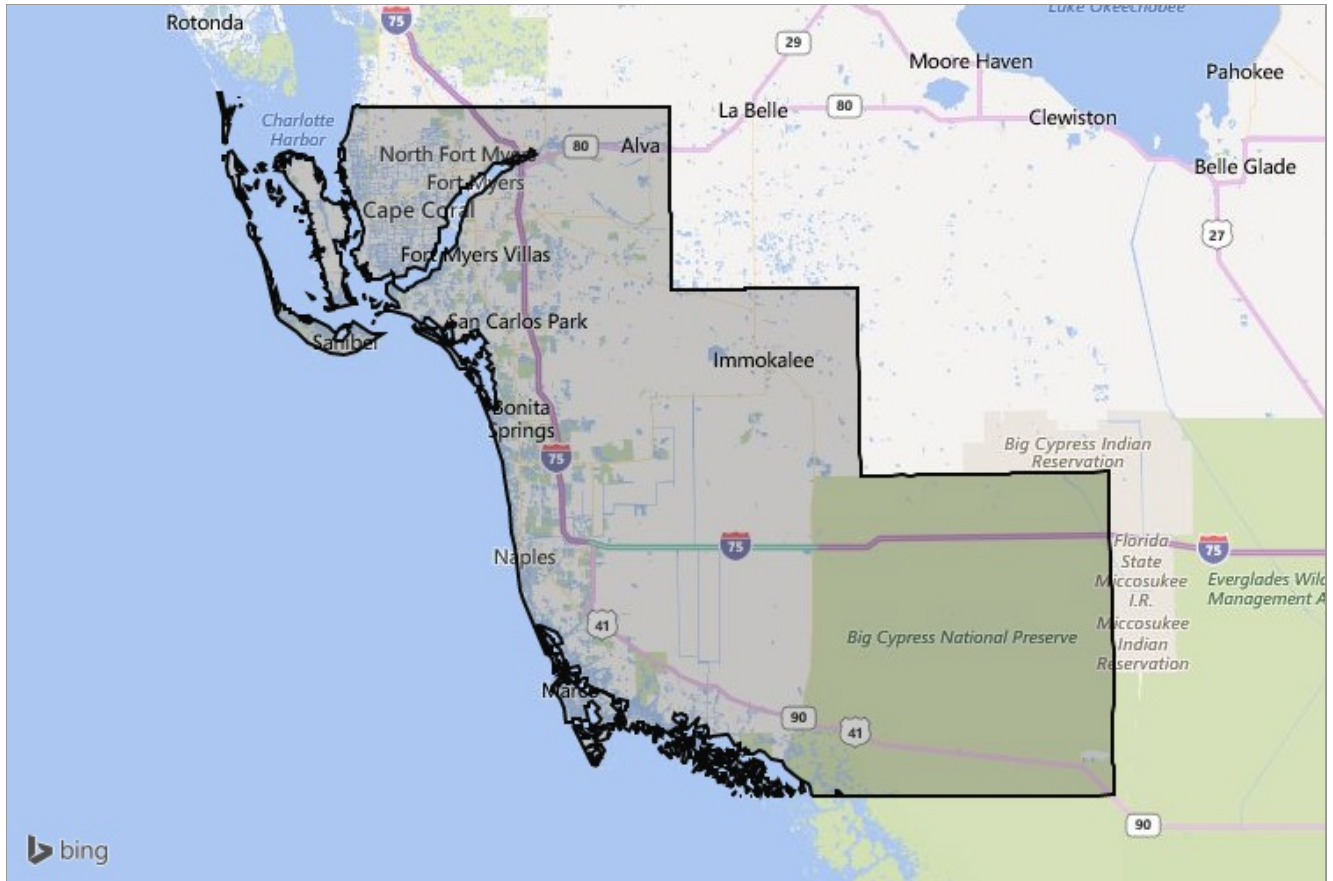 Lake Okeechobee
Rotonda
75
29
Moore Haven
Pahokee
La Belle
80
Clewiston
Charlotte
Harbor
80
Alva
North Fort Myers
Belle Glade
Fort Myers
Cape Coral
27
Fort Myers Villas
San Carlos Park
Sanibel
Immokalee
Bonita
Springs
Big Cypress Indian
Reservation
75
75
75
Naples
Florida
State
Miccosukee
I.R.
Everglades Wild
Management A
41
Miccosukee
Indian
Reservation
Big Cypress National Preserve
Marco
90
41
90
bing